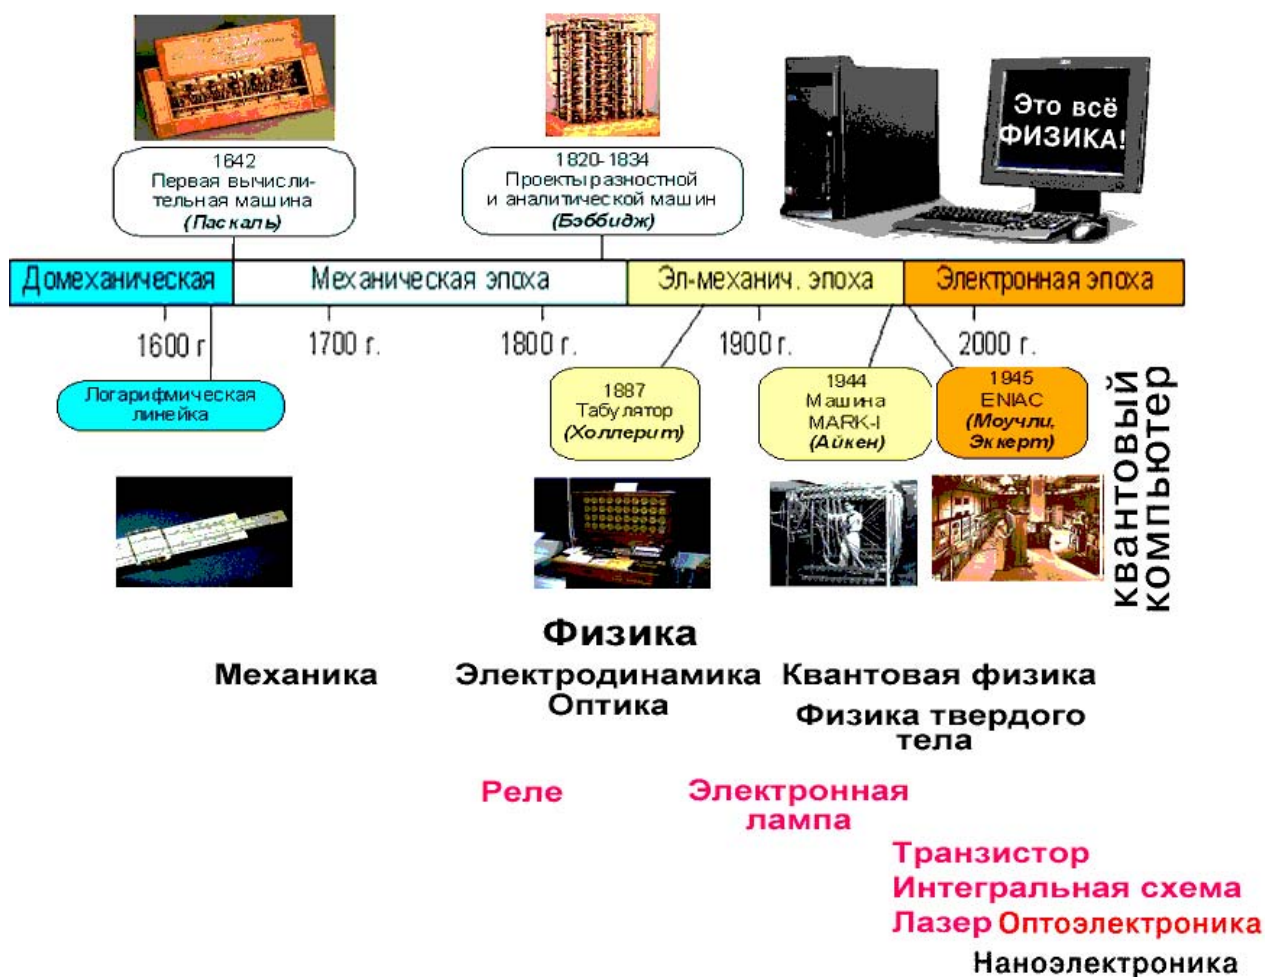 Это всё
ФИЗИКА!
1642
Первая вычисли-
тельная машина
(Паскаль)
1820-1834
Проекты разностной
и аналитической машин
(Бэббидж)
Домеханическая
Механическая эпоха
Эл-механич. эпоха
Электронная эпоха
1600 г
1700 г.
1800 г.
1900 г.
2000 г.
Логарифмическая
линейка
1887
Табулятор
(Холлерит)
1944
Машина
MARK-I
(Айкен)
1945
ENIAC
(Моучли,
Эккерт)
квантовый
компьютер
Физика
Механика
Электродинамика
Оптика
Квантовая физика
Физика твердого
тела
Реле
Электронная
лампа
Транзистор
Интегральная схема
Лазер Оптоэлектроника
Наноэлектроника